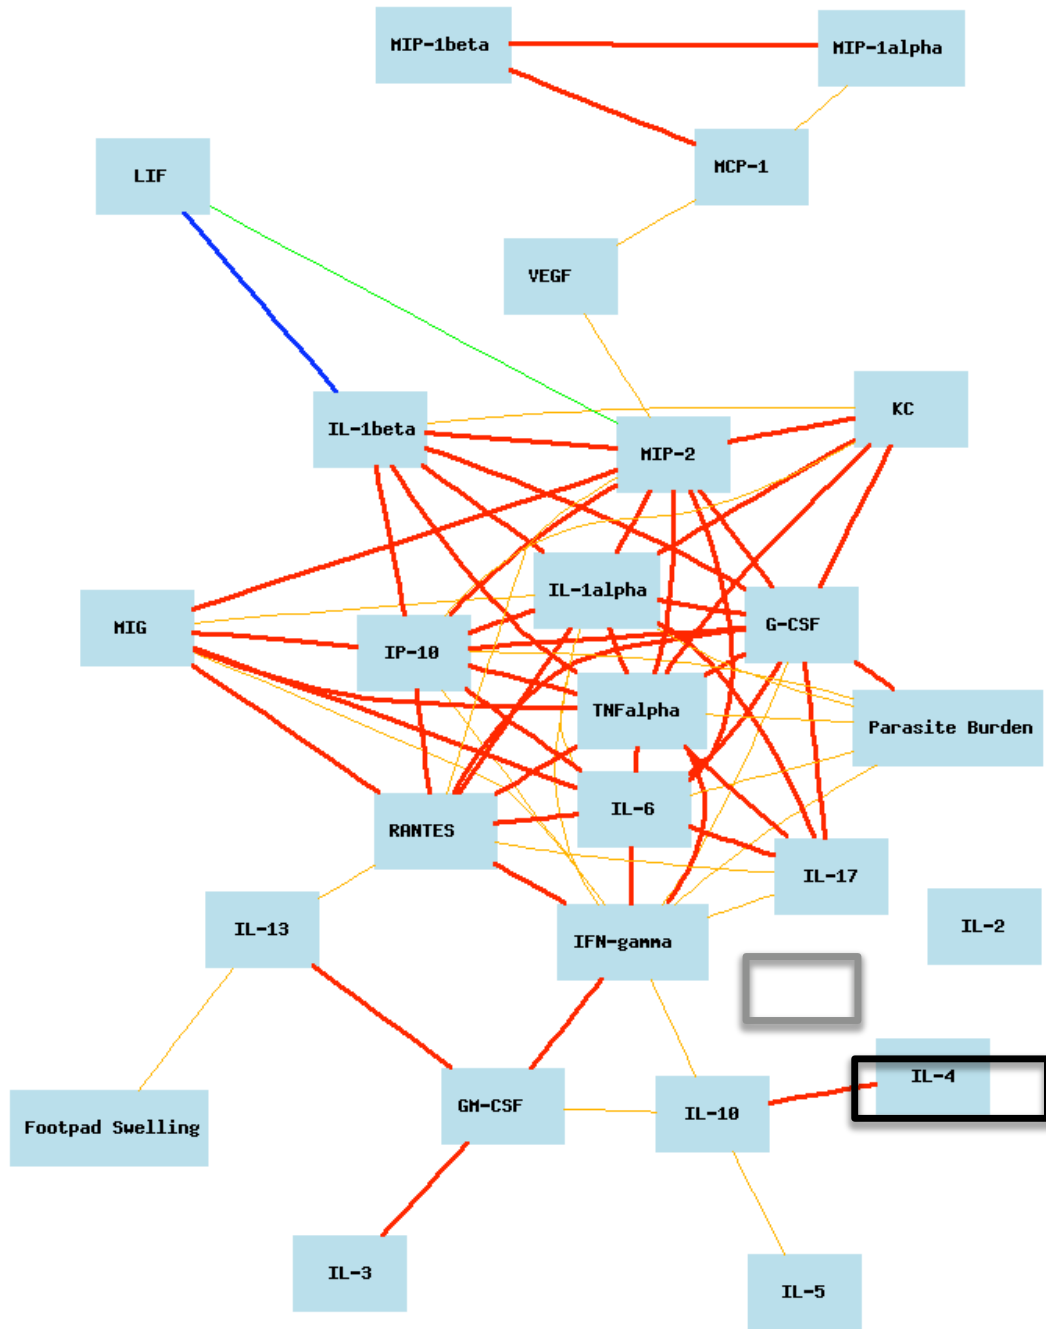 MIP-1beta
MIP-1alpha
MCP-1
LIF
VEGF
KC
IL-1beta
MIP-2
IL-1alpha
G-CSF
MIG
IP-10
TNFalpha
Parasite Burden
IL-6
RANTES
IL-17
IL-13
IFN-gamma
IL-2
IL-4
GM-CSF
IL-10
Footpad Swelling
IL-3
IL-5